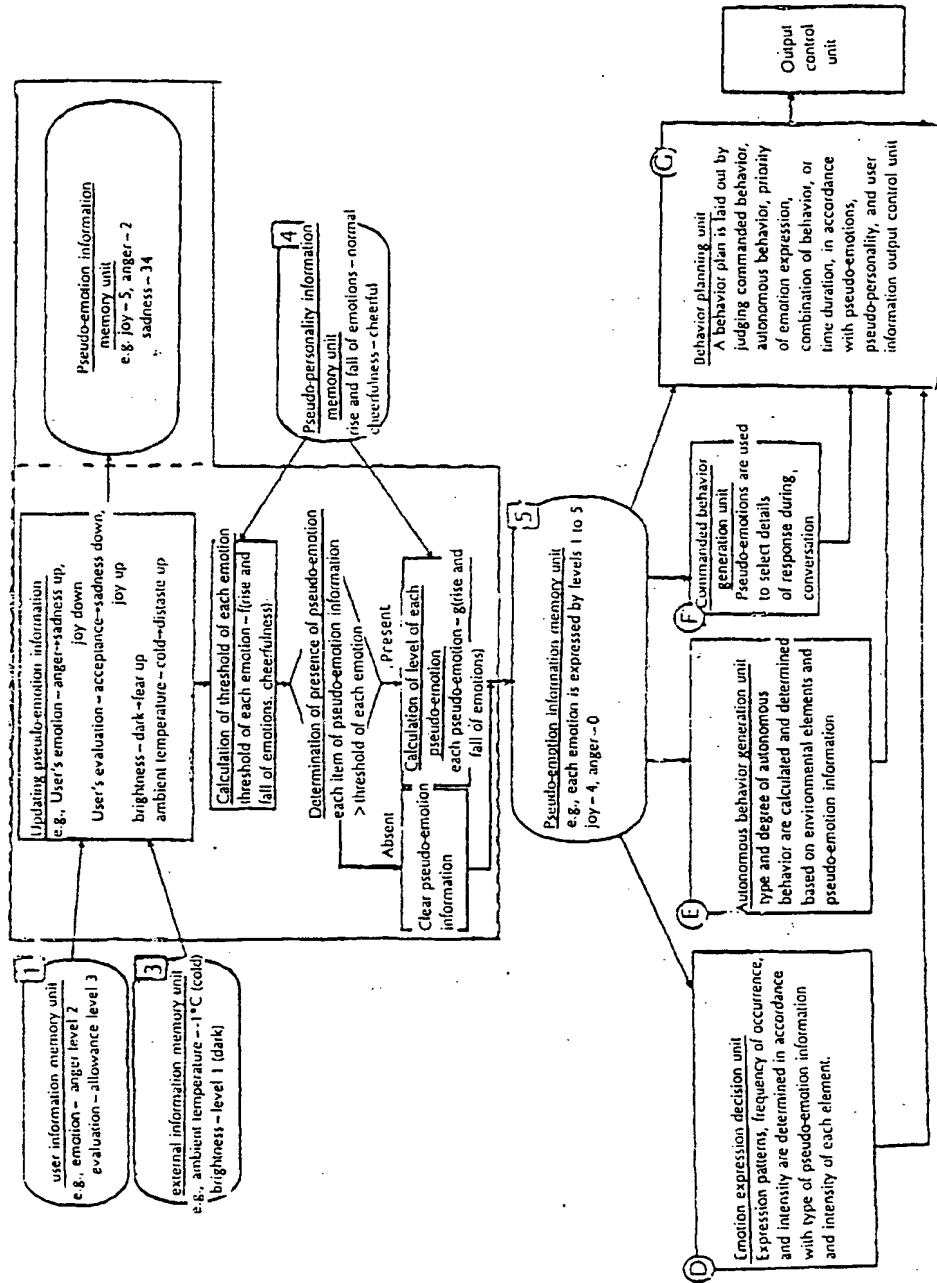 1
user information memory unit
e.g., emotion – anger level 2
evaluation – allowance level 3
3
external information memory unit
e.g., ambient temperature – -1°C (cold)
brightness – level 1 (dark)
Updating pseudo-emotion information
e.g., User's emotion – anger→sadness up,
joy down
User's evaluation – acceptance→sadness down,
joy up
brightness – dark→fear up
ambient temperature – cold→distaste up
Pseudo-emotion information
memory unit
e.g. joy – 5, anger – 2
sadness – 34
Calculation of threshold of each emotion
threshold of each emotion – f(rise and
fall of emotions, cheerfulness)
4
Pseudo-personality information
memory unit
rise and fall of emotions – normal
cheerfulness – cheerful
Determination of presence of pseudo-emotion
each item of pseudo-emotion information
> threshold of each emotion
Absent
Present
Clear pseudo-emotion
information
Calculation of level of each
pseudo-emotion
each pseudo-emotion – g(rise and
fall of emotions)
5
Pseudo-emotion information memory unit
e.g., each emotion is expressed by levels 1 to 5
joy – 4, anger – 0
D
Emotion expression decision unit
Expression patterns, frequency of occurrence,
and intensity are determined in accordance
with type of pseudo-emotion information
and intensity of each element.
E
Autonomous behavior generation unit
type and degree of autonomous
behavior are calculated and determined
based on environmental elements and
pseudo-emotion information
F
Commanded behavior
generation unit
Pseudo-emotions are used
to select details
of response during
conversation
G
Behavior planning unit
A behavior plan is laid out by
judging commanded behavior,
autonomous behavior, priority
of emotion expression,
combination of behavior, or
time duration, in accordance
with pseudo-emotions,
pseudo-personality, and user
information output control unit
Output
control
unit